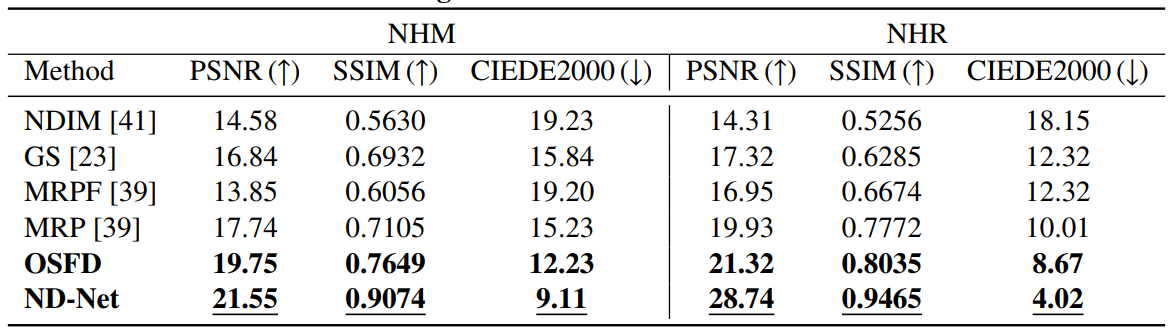 NHM NHR
Method PSNR (↑) SSIM (↑) CIEDE2000 (↓) PSNR (↑) SSIM (↑) CIEDE2000 (↓)
NDIM [41] 14.58 0.5630 19.23 14.31 0.5256 18.15
GS [23] 16.84 0.6932 15.84 17.32 0.6285 12.32
MRPF [39] 13.85 0.6056 19.20 16.95 0.6674 12.32
MRP [39] 17.74 0.7105 15.23 19.93 0.7772 10.01
OSFD 19.75 0.7649 12.23 21.32 0.8035 8.67
ND-Net 21.55 0.9074 9.11 28.74 0.9465 4.02